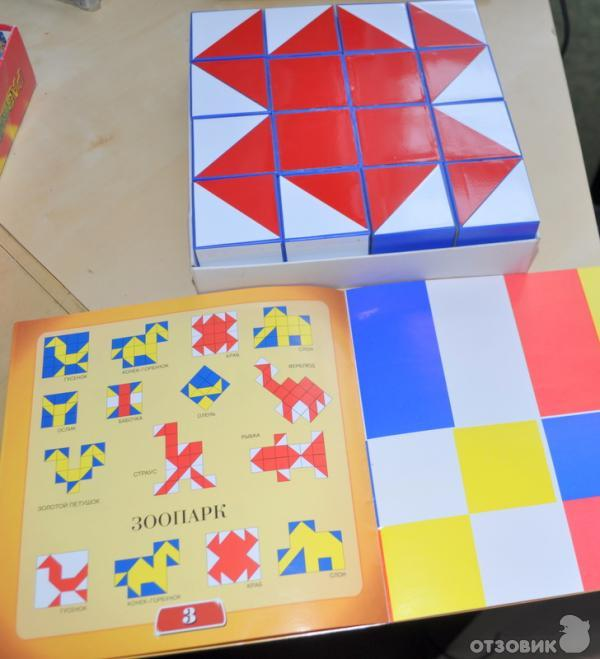 ГУСЕНОК
КОНЕК-ГОРБУНОК
КРАБ
СЛОН
ОСЛИК
БАБОЧКА
ОЛЕНЬ
ВЕРБЛЮД
ЗОЛОТОЙ ПЕТУШОК
СТРАУС
РЫБКА
ЗООПАРК
ГУСЕНОК
КОНЕК-ГОРБУНОК
КРАБ
СЛОН
3
ОТЗОВИК